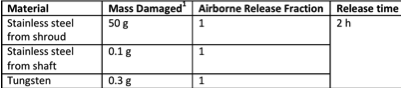 Material Mass Damaged1 Airborne Release Fraction Release time
Stainless steel 50 g 1 2 h
from shroud
Stainless steel 0.1 g 1
from shaft
Tungsten 0.3 g 1